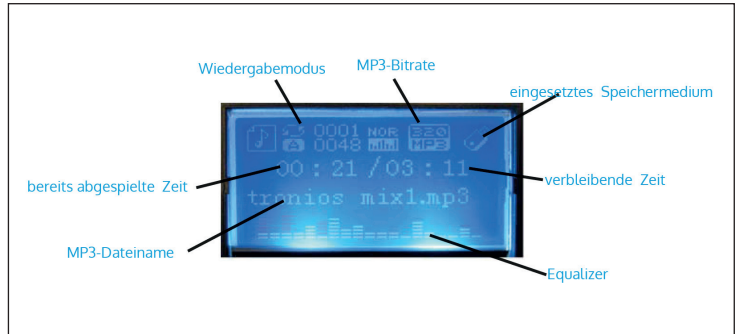 Wiedergabemodus
MP3-Bitrate
eingesetztes Speichermedium
0001 NOR 320
A 0048 MP3
00 : 21 / 03 : 11
bereits abgespielte Zeit
verbleibende Zeit
tronios mix1.mp3
MP3-Dateiname
Equalizer